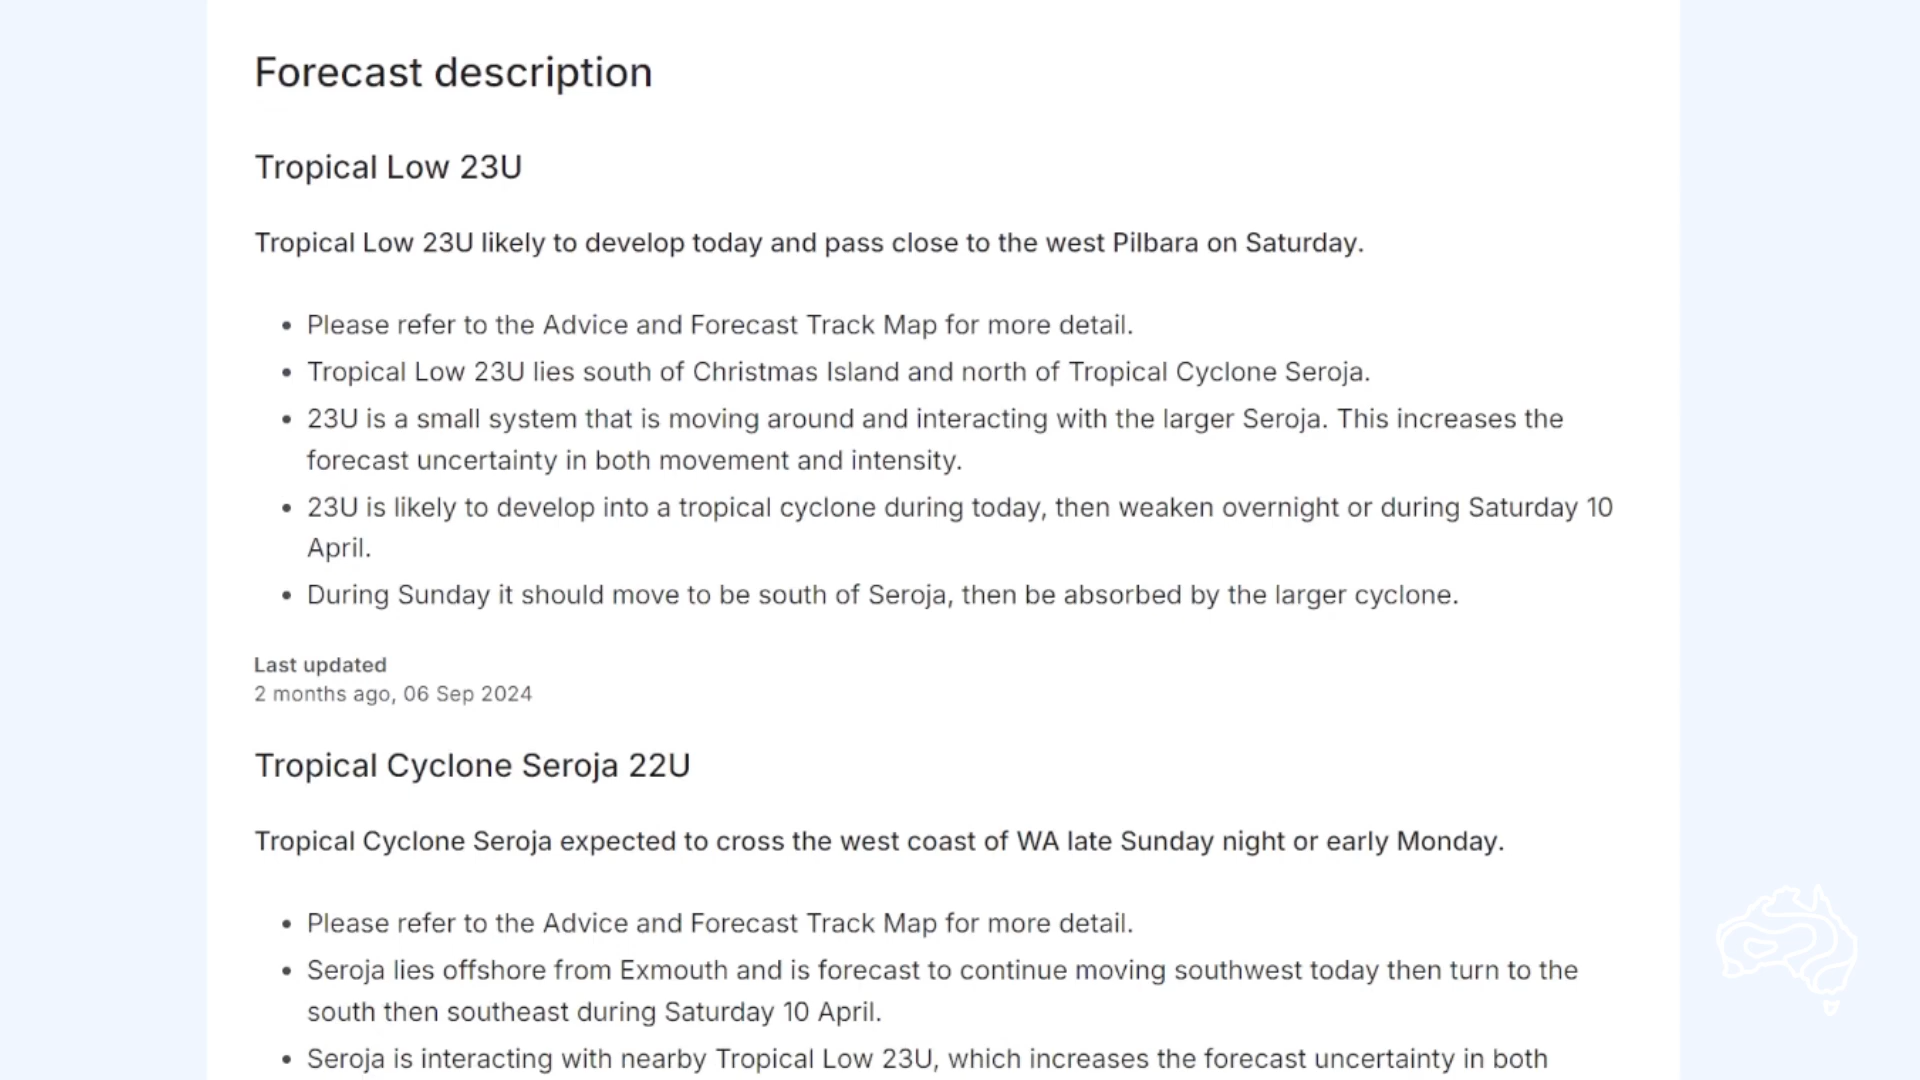 Forecast description
Tropical Low 23U
Tropical Low 23U likely to develop today and pass close to the west Pilbara on Saturday.
• Please refer to the Advice and Forecast Track Map for more detail.
• Tropical Low 23U lies south of Christmas Island and north of Tropical Cyclone Seroja.
• 23U is a small system that is moving around and interacting with the larger Seroja. This increases the
forecast uncertainty in both movement and intensity.
• 23U is likely to develop into a tropical cyclone during today, then weaken overnight or during Saturday 10
April.
• During Sunday it should move to be south of Seroja, then be absorbed by the larger cyclone.
Last updated
2 months ago, 06 Sep 2024
Tropical Cyclone Seroja 22U
Tropical Cyclone Seroja expected to cross the west coast of WA late Sunday night or early Monday.
• Please refer to the Advice and Forecast Track Map for more detail.
• Seroja lies offshore from Exmouth and is forecast to continue moving southwest today then turn to the
south then southeast during Saturday 10 April.
• Seroja is interacting with nearby Tropical Low 23U, which increases the forecast uncertainty in both